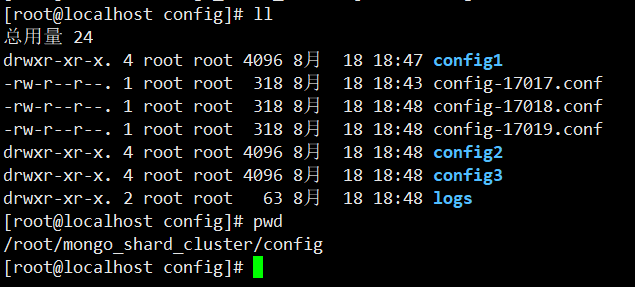 [root@localhost config]# ll
总用量 24
drwxr-xr-x. 4 root root 4096 8月  18 18:47 config1
-rw-r--r--. 1 root root  318 8月  18 18:43 config-17017.conf
-rw-r--r--. 1 root root  318 8月  18 18:48 config-17018.conf
-rw-r--r--. 1 root root  318 8月  18 18:48 config-17019.conf
drwxr-xr-x. 4 root root 4096 8月  18 18:48 config2
drwxr-xr-x. 4 root root 4096 8月  18 18:48 config3
drwxr-xr-x. 2 root root   63 8月  18 18:48 logs
[root@localhost config]# pwd
/root/mongo_shard_cluster/config
[root@localhost config]#